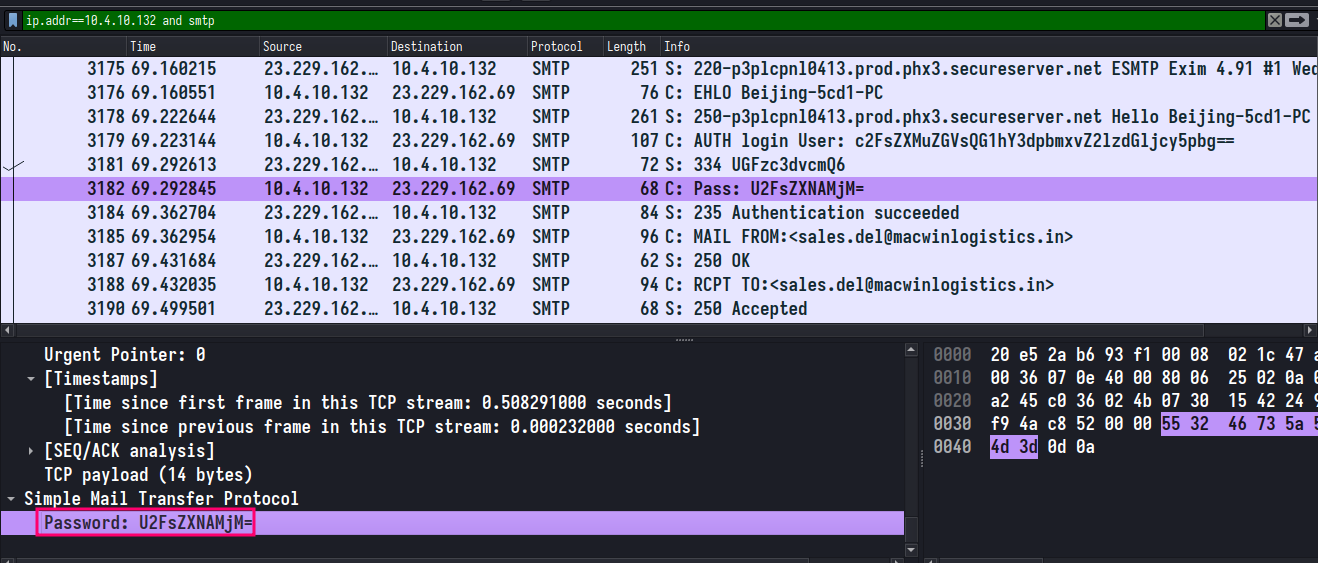 ip.addr==10.4.10.132 and smtp
No. Time Source Destination Protocol Length Info
3175 69.160215 23.229.162.… 10.4.10.132 SMTP 251 S: 220-p3plcpnl0413.prod.phx3.secureserver.net ESMTP Exim 4.91 #1 Wed
3176 69.160551 10.4.10.132 23.229.162.69 SMTP 76 C: EHLO Beijing-5cd1-PC
3178 69.222644 23.229.162.… 10.4.10.132 SMTP 261 S: 250-p3plcpnl0413.prod.phx3.secureserver.net Hello Beijing-5cd1-PC
3179 69.223144 10.4.10.132 23.229.162.69 SMTP 107 C: AUTH login User: c2FsZXMuZGVsQG1hY3dpbmxvZ2lzdGljcy5pbg==
3181 69.292613 23.229.162.… 10.4.10.132 SMTP 72 S: 334 UGFzc3dvcmQ6
3182 69.292845 10.4.10.132 23.229.162.69 SMTP 68 C: Pass: U2FsZXNAMjM=
3184 69.362704 23.229.162.… 10.4.10.132 SMTP 84 S: 235 Authentication succeeded
3185 69.362954 10.4.10.132 23.229.162.69 SMTP 96 C: MAIL FROM:<sales.del@macwinlogistics.in>
3187 69.431684 23.229.162.… 10.4.10.132 SMTP 62 S: 250 OK
3188 69.432035 10.4.10.132 23.229.162.69 SMTP 94 C: RCPT TO:<sales.del@macwinlogistics.in>
3190 69.499501 23.229.162.… 10.4.10.132 SMTP 68 S: 250 Accepted
Urgent Pointer: 0
[Timestamps]
[Time since first frame in this TCP stream: 0.508291000 seconds]
[Time since previous frame in this TCP stream: 0.000232000 seconds]
[SEQ/ACK analysis]
TCP payload (14 bytes)
Simple Mail Transfer Protocol
Password: U2FsZXNAMjM=
0000 20 e5 2a b6 93 f1 00 08 02 1c 47
0010 00 36 07 0e 40 00 80 06 25 02 0a
0020 a2 45 c0 36 02 4b 07 30 15 42 24
0030 f9 4a c8 52 00 00 55 32 46 73 5a
0040 4d 3d 0d 0a